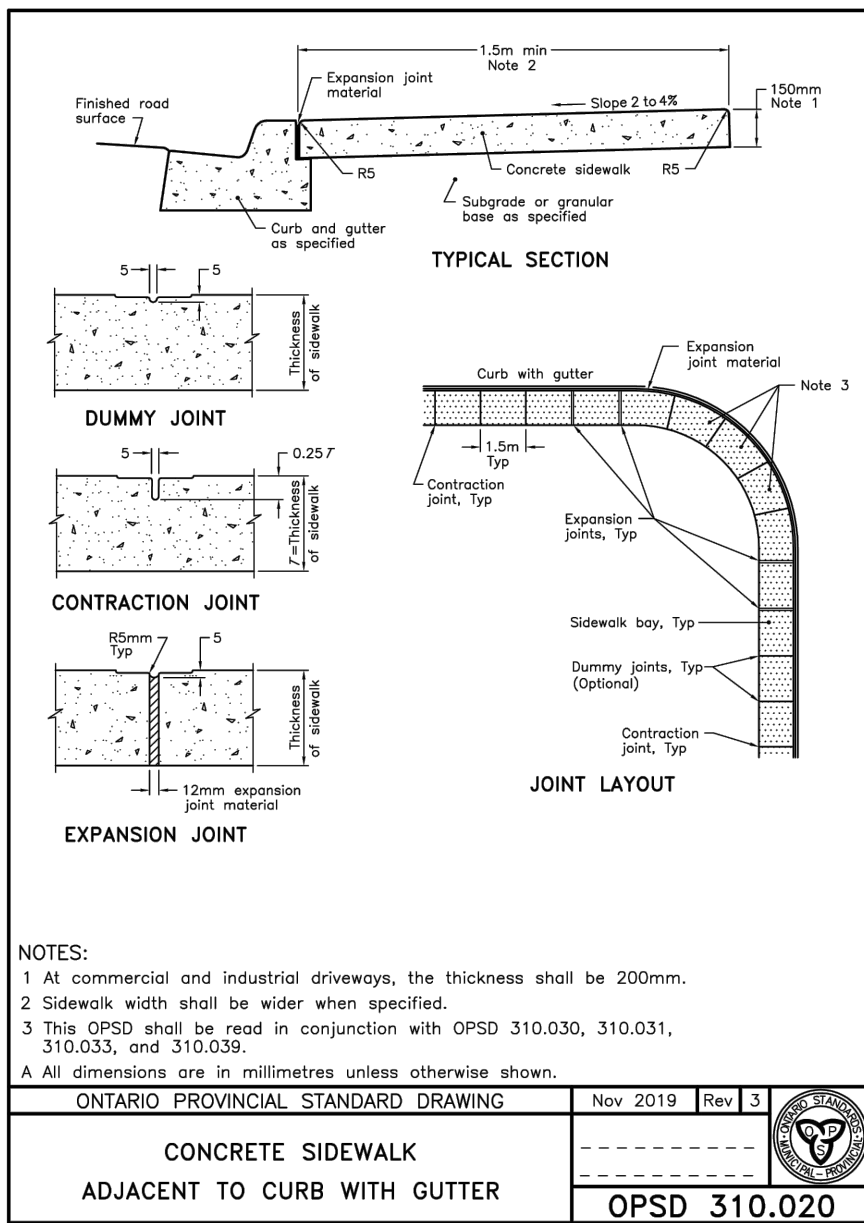 1.5m min
Note 2
Expansion joint
material
Finished road
surface
Slope 2 to 4%
150mm
Note 1
R5
Concrete sidewalk
R5
Subgrade or granular
base as specified
Curb and gutter
as specified
TYPICAL SECTION
5
5
Thickness
of sidewalk
DUMMY JOINT
5
0.25T
T=Thickness
of sidewalk
CONTRACTION JOINT
R5mm
Typ
5
Thickness
of sidewalk
12mm expansion
joint material
EXPANSION JOINT
Curb with gutter
Expansion
joint material
Note 3
1.5m
Typ
Contraction
joint, Typ
Expansion
joints, Typ
Sidewalk bay, Typ
Dummy joints, Typ
(Optional)
Contraction
joint, Typ
JOINT LAYOUT
NOTES:
1 At commercial and industrial driveways, the thickness shall be 200mm.
2 Sidewalk width shall be wider when specified.
3 This OPSD shall be read in conjunction with OPSD 310.030, 310.031,
310.033, and 310.039.
A All dimensions are in millimetres unless otherwise shown.
ONTARIO PROVINCIAL STANDARD DRAWING
Nov 2019 Rev 3
CONCRETE SIDEWALK
ADJACENT TO CURB WITH GUTTER
OPSD 310.020
ONTARIO STANDARDS
MUNICIPAL-PROVINCIAL
O P
S